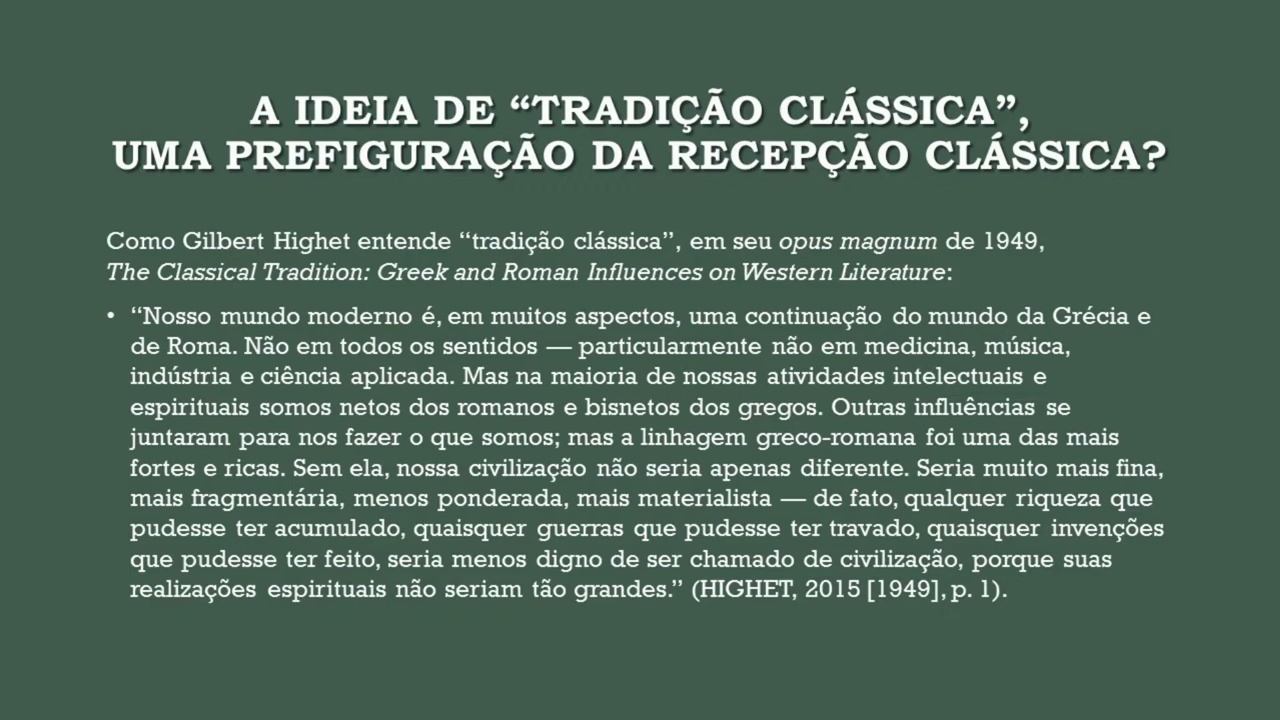 A IDEIA DE “TRADIÇÃO CLÁSSICA”,
UMA PREFIGURAÇÃO DA RECEPÇÃO CLÁSSICA?
Como Gilbert Highet entende “tradição clássica”, em seu opus magnum de 1949,
The Classical Tradition: Greek and Roman Influences on Western Literature:
• “Nosso mundo moderno é, em muitos aspectos, uma continuação do mundo da Grécia e
de Roma. Não em todos os sentidos — particularmente não em medicina, música,
indústria e ciência aplicada. Mas na maioria de nossas atividades intelectuais e
espirituais somos netos dos romanos e bisnetos dos gregos. Outras influências se
juntaram para nos fazer o que somos; mas a linhagem greco-romana foi uma das mais
fortes e ricas. Sem ela, nossa civilização não seria apenas diferente. Seria muito mais fina,
mais fragmentária, menos ponderada, mais materialista — de fato, qualquer riqueza que
pudesse ter acumulado, quaisquer guerras que pudesse ter travado, quaisquer invenções
que pudesse ter feito, seria menos digno de ser chamado de civilização, porque suas
realizações espirituais não seriam tão grandes.” (HIGHET, 2015 [1949], p. 1).